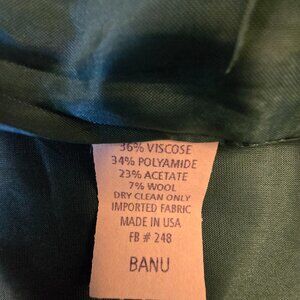 36% VISCOSE
34% POLYAMIDE
23% ACETATE
7% WOOL
DRY CLEAN ONLY
IMPORTED FABRIC
MADE IN USA
FB # 248
BANU